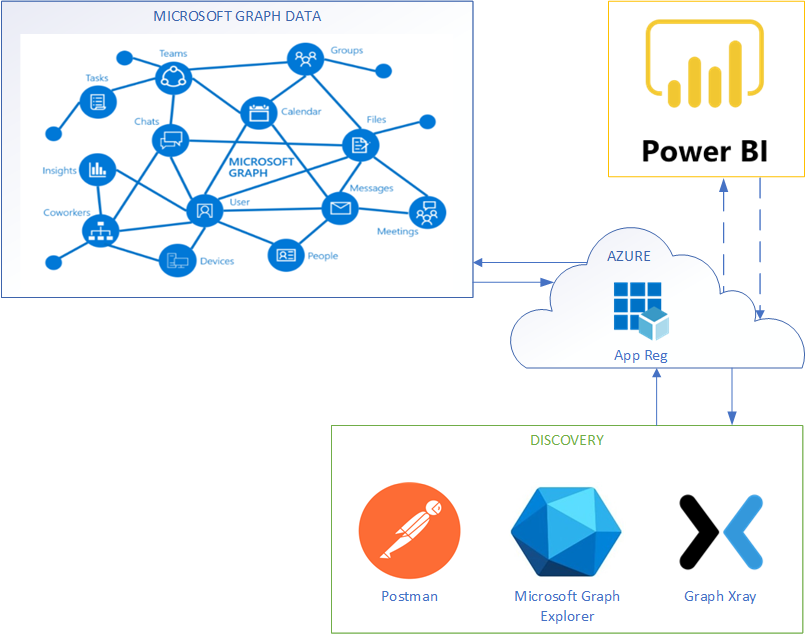 MICROSOFT GRAPH DATA
Teams
Groups
Tasks
Calendar
Chats
Files
MICROSOFT
GRAPH
Insights
Messages
User
Coworkers
Meetings
Devices
People
Power BI
AZURE
App Reg
DISCOVERY
Postman
Microsoft Graph
Explorer
Graph Xray